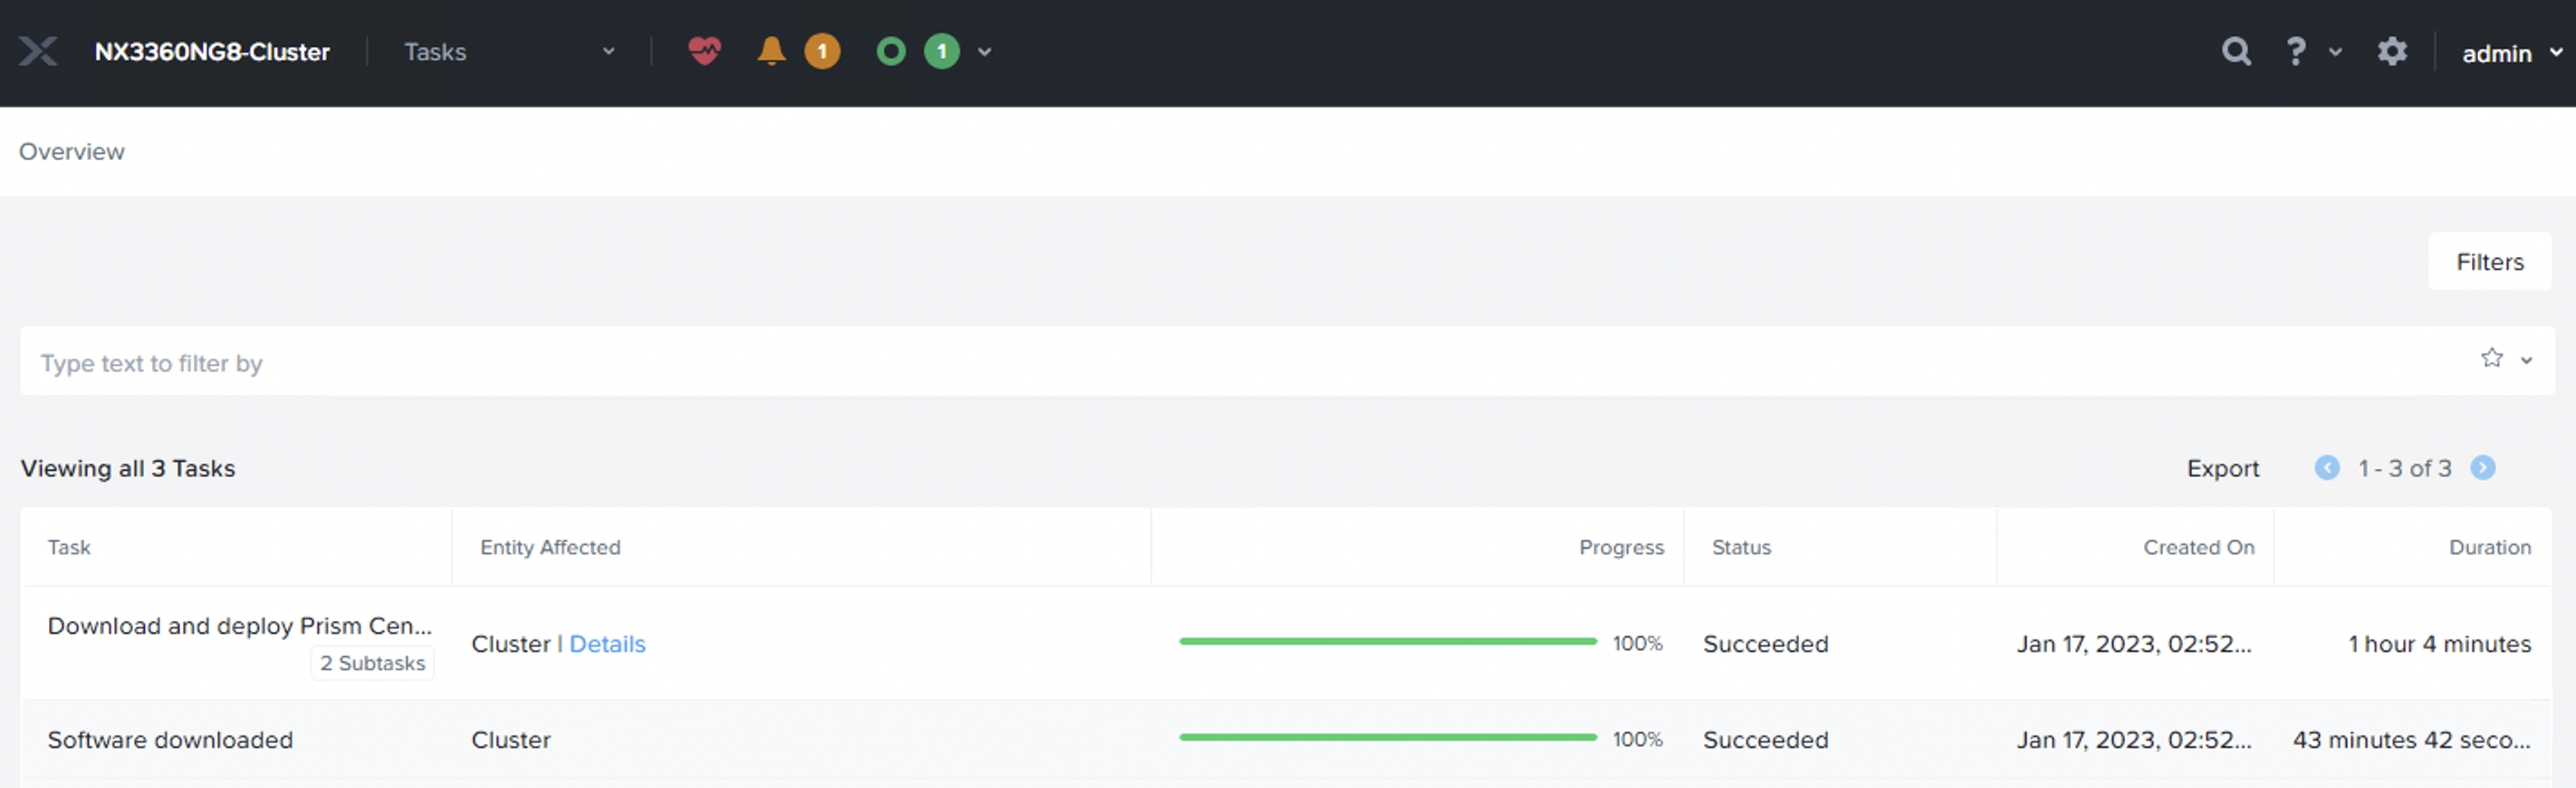 NX3360NG8-Cluster Tasks 1 1 ? admin
Overview
Filters
Type text to filter by
Viewing all 3 Tasks Export 1 - 3 of 3
Task Entity Affected Progress Status Created On Duration
Download and deploy Prism Cen... Cluster | Details 100% Succeeded Jan 17, 2023, 02:52... 1 hour 4 minutes
2 Subtasks
Software downloaded Cluster 100% Succeeded Jan 17, 2023, 02:52... 43 minutes 42 seco...